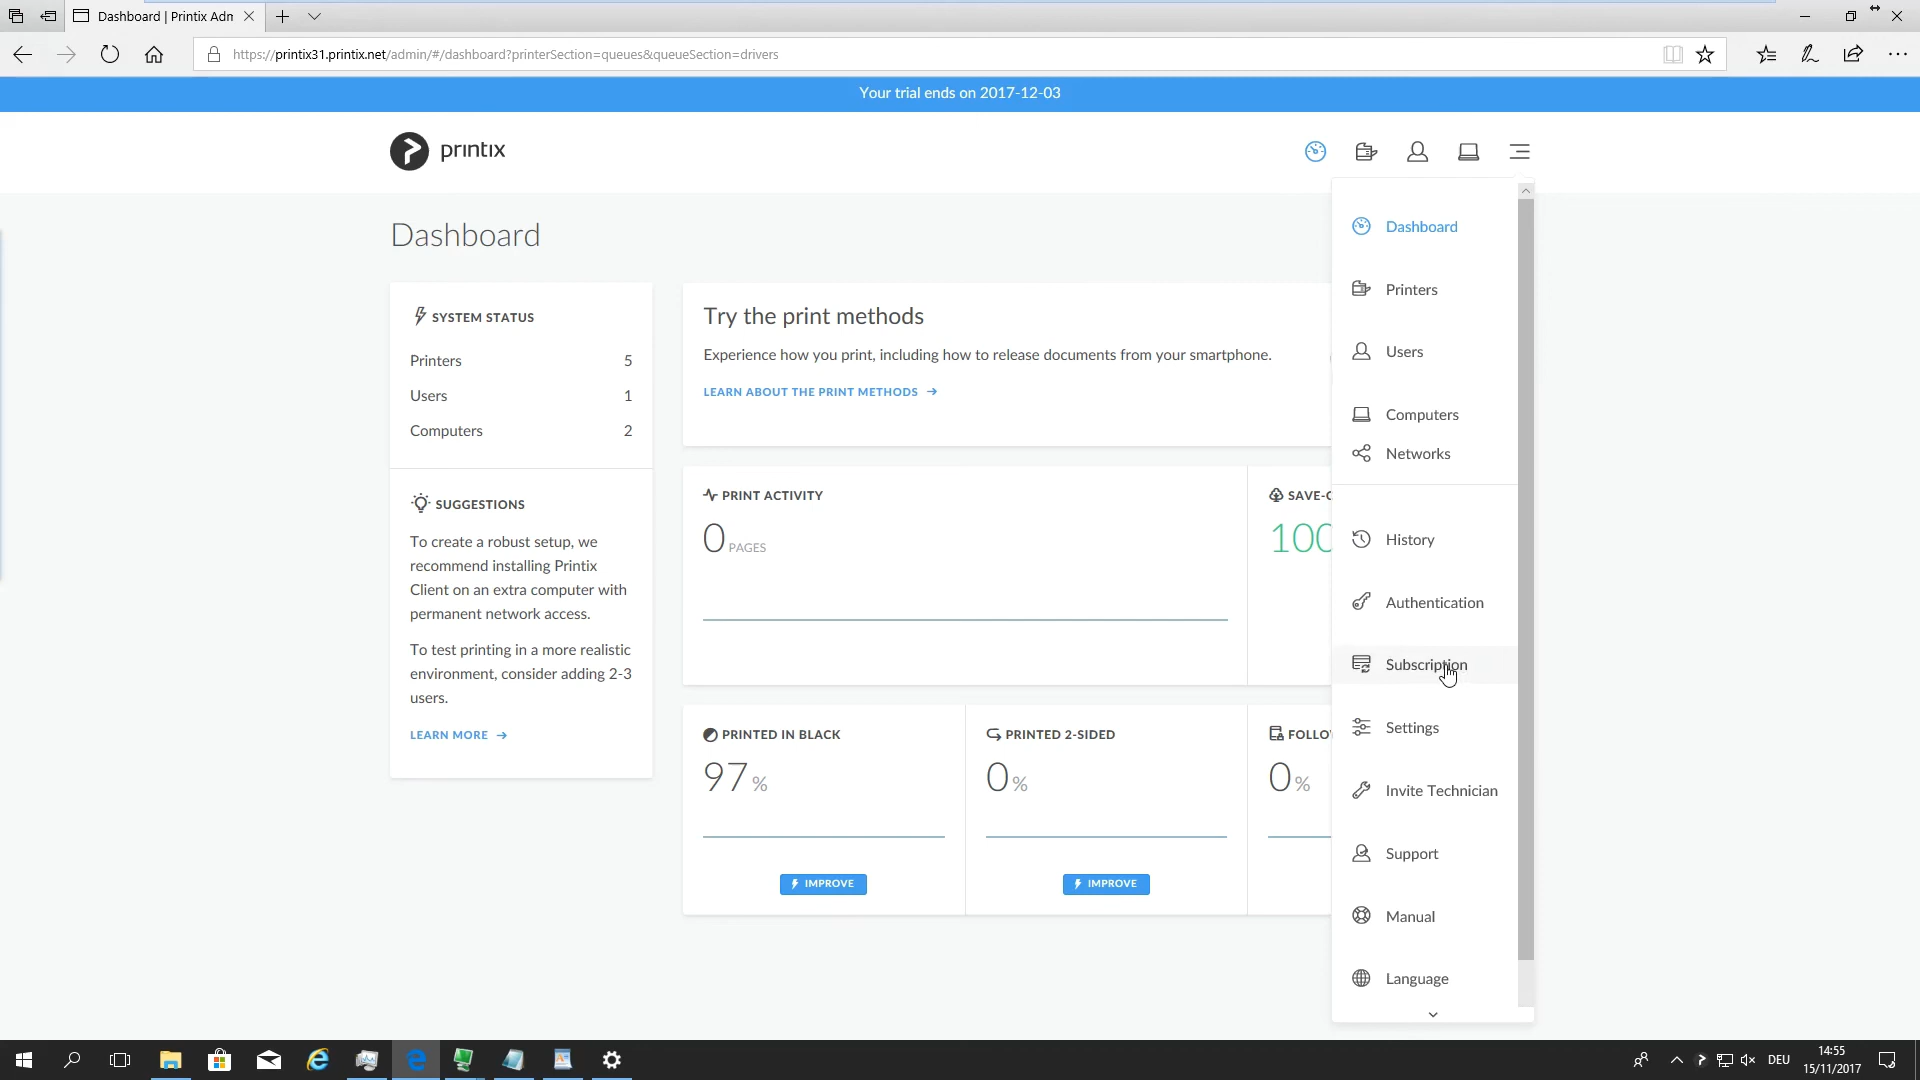 Dashboard | Printix Adm
https://printix31.printix.net/admin/#/dashboard?printerSection=queues&queueSection=drivers
Your trial ends on 2017-12-03
printix
Dashboard
SYSTEM STATUS
Printers 5
Users 1
Computers 2
SUGGESTIONS
To create a robust setup, we
recommend installing Printix
Client on an extra computer with
permanent network access.
To test printing in a more realistic
environment, consider adding 2-3
users.
LEARN MORE →
Try the print methods
Experience how you print, including how to release documents from your smartphone.
LEARN ABOUT THE PRINT METHODS →
PRINT ACTIVITY
0 PAGES
SAVE-
100
PRINTED IN BLACK
97 %
IMPROVE
PRINTED 2-SIDED
0 %
IMPROVE
FOLLO
0 %
Dashboard
Printers
Users
Computers
Networks
History
Authentication
Subscription
Settings
Invite Technician
Support
Manual
Language
DEU
14:55
15/11/2017